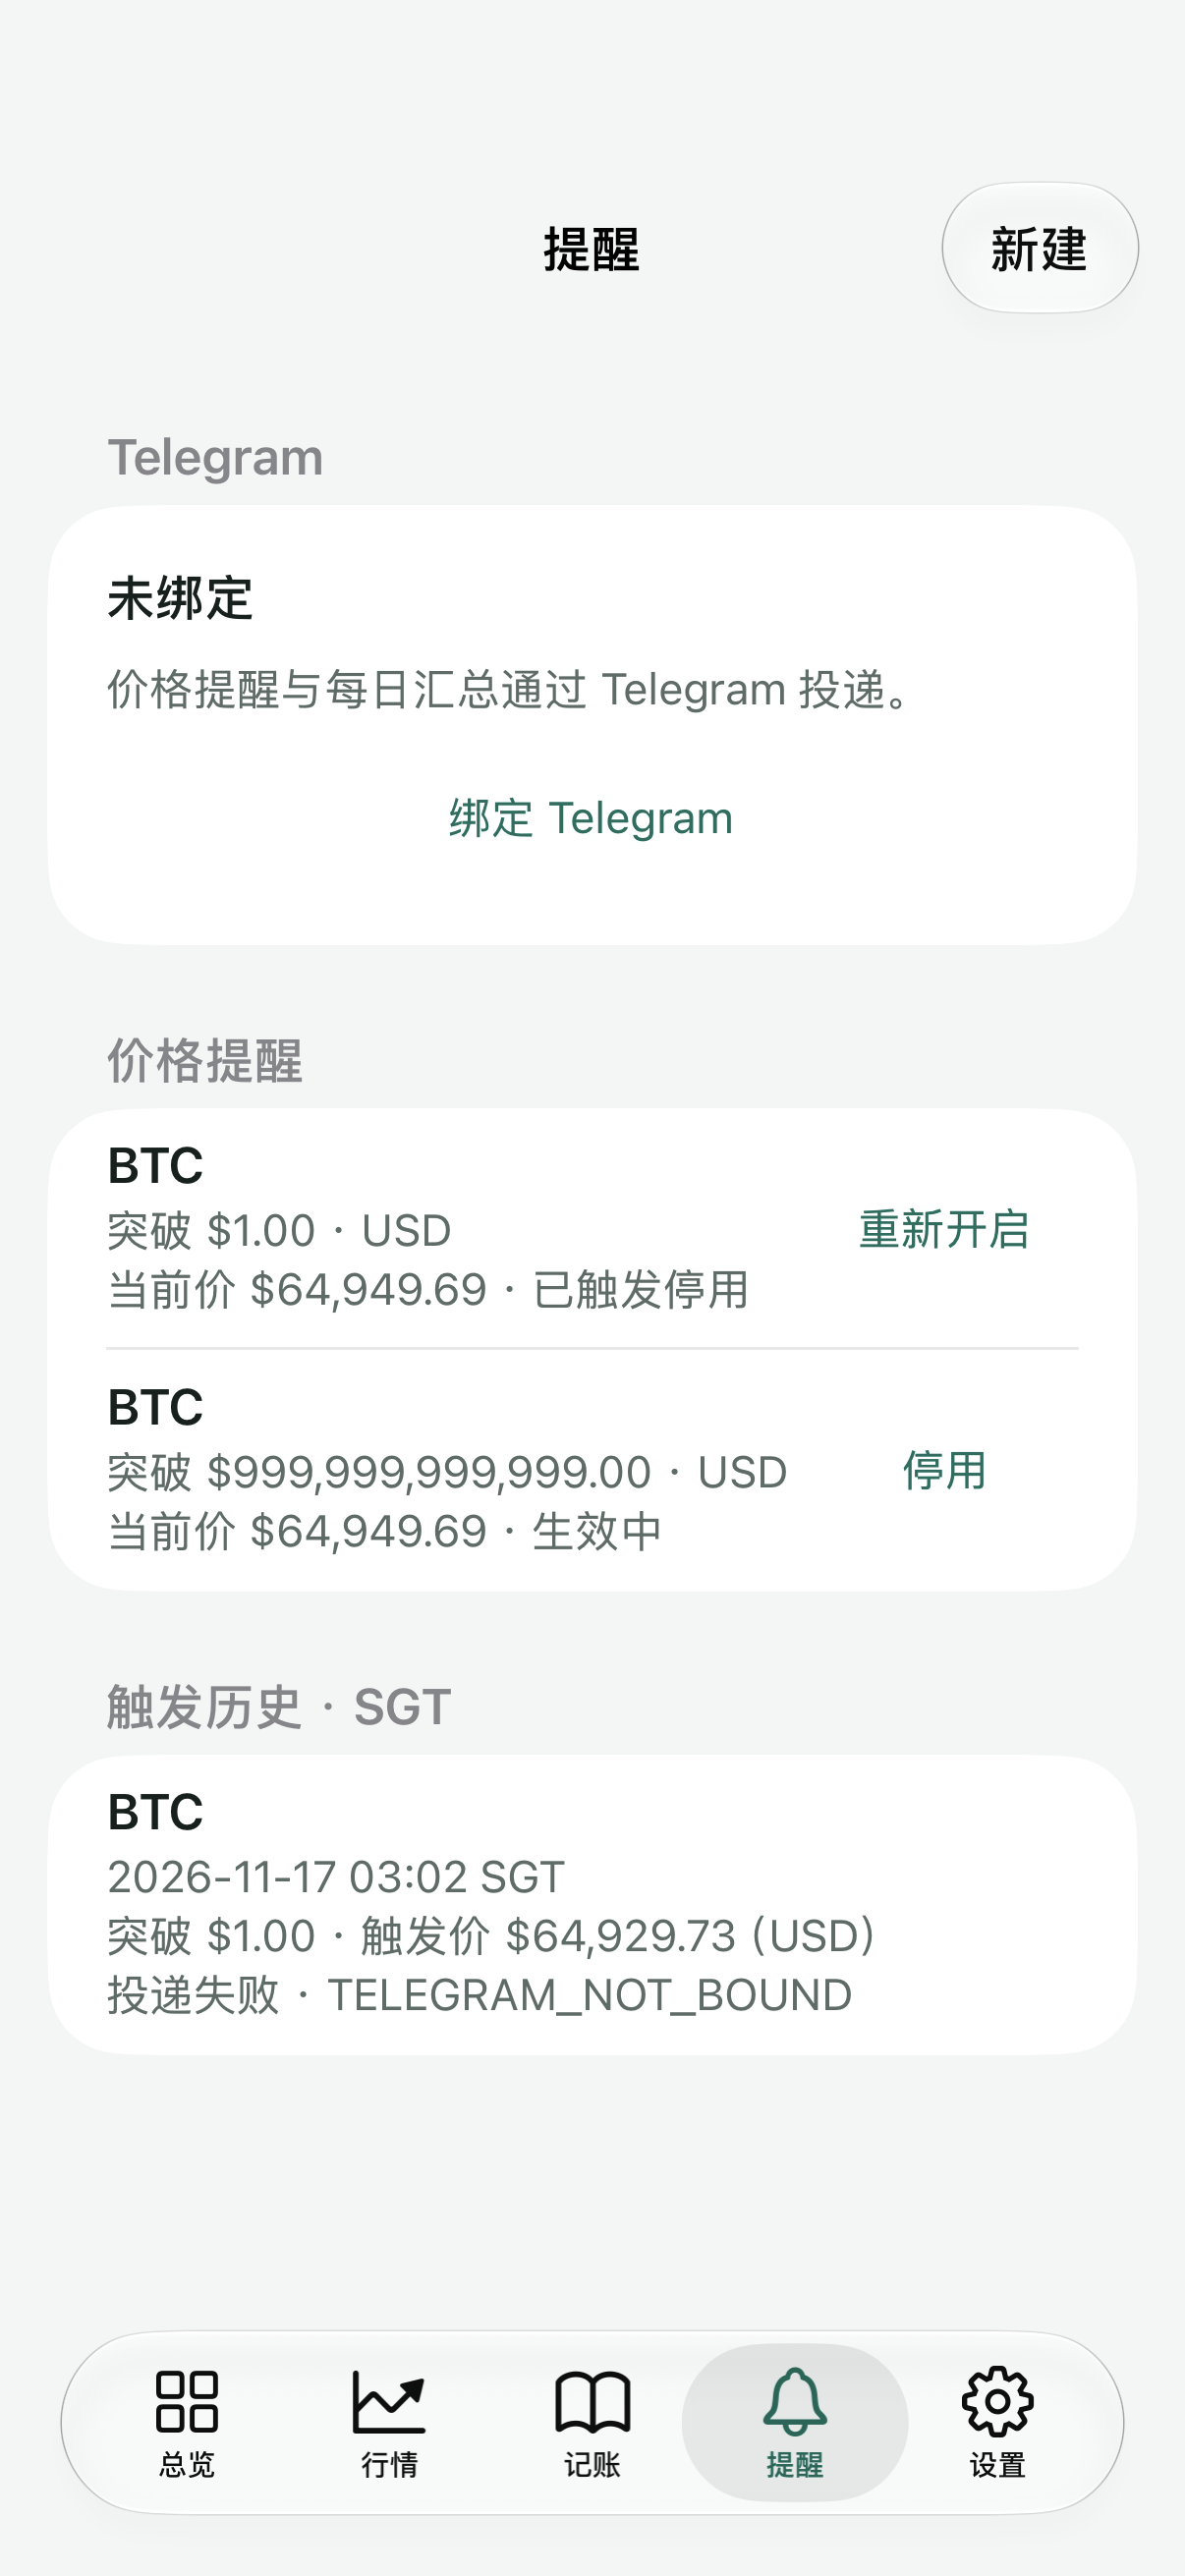 提醒
新建
Telegram
未绑定
价格提醒与每日汇总通过 Telegram 投递。
绑定 Telegram
价格提醒
BTC
突破 $1.00 · USD
重新开启
当前价 $64,949.69 · 已触发停用
BTC
突破 $999,999,999,999.00 · USD
停用
当前价 $64,949.69 · 生效中
触发历史 · SGT
BTC
2026-11-17 03:02 SGT
突破 $1.00 · 触发价 $64,929.73 (USD)
投递失败 · TELEGRAM_NOT_BOUND
总览
行情
记账
提醒
设置